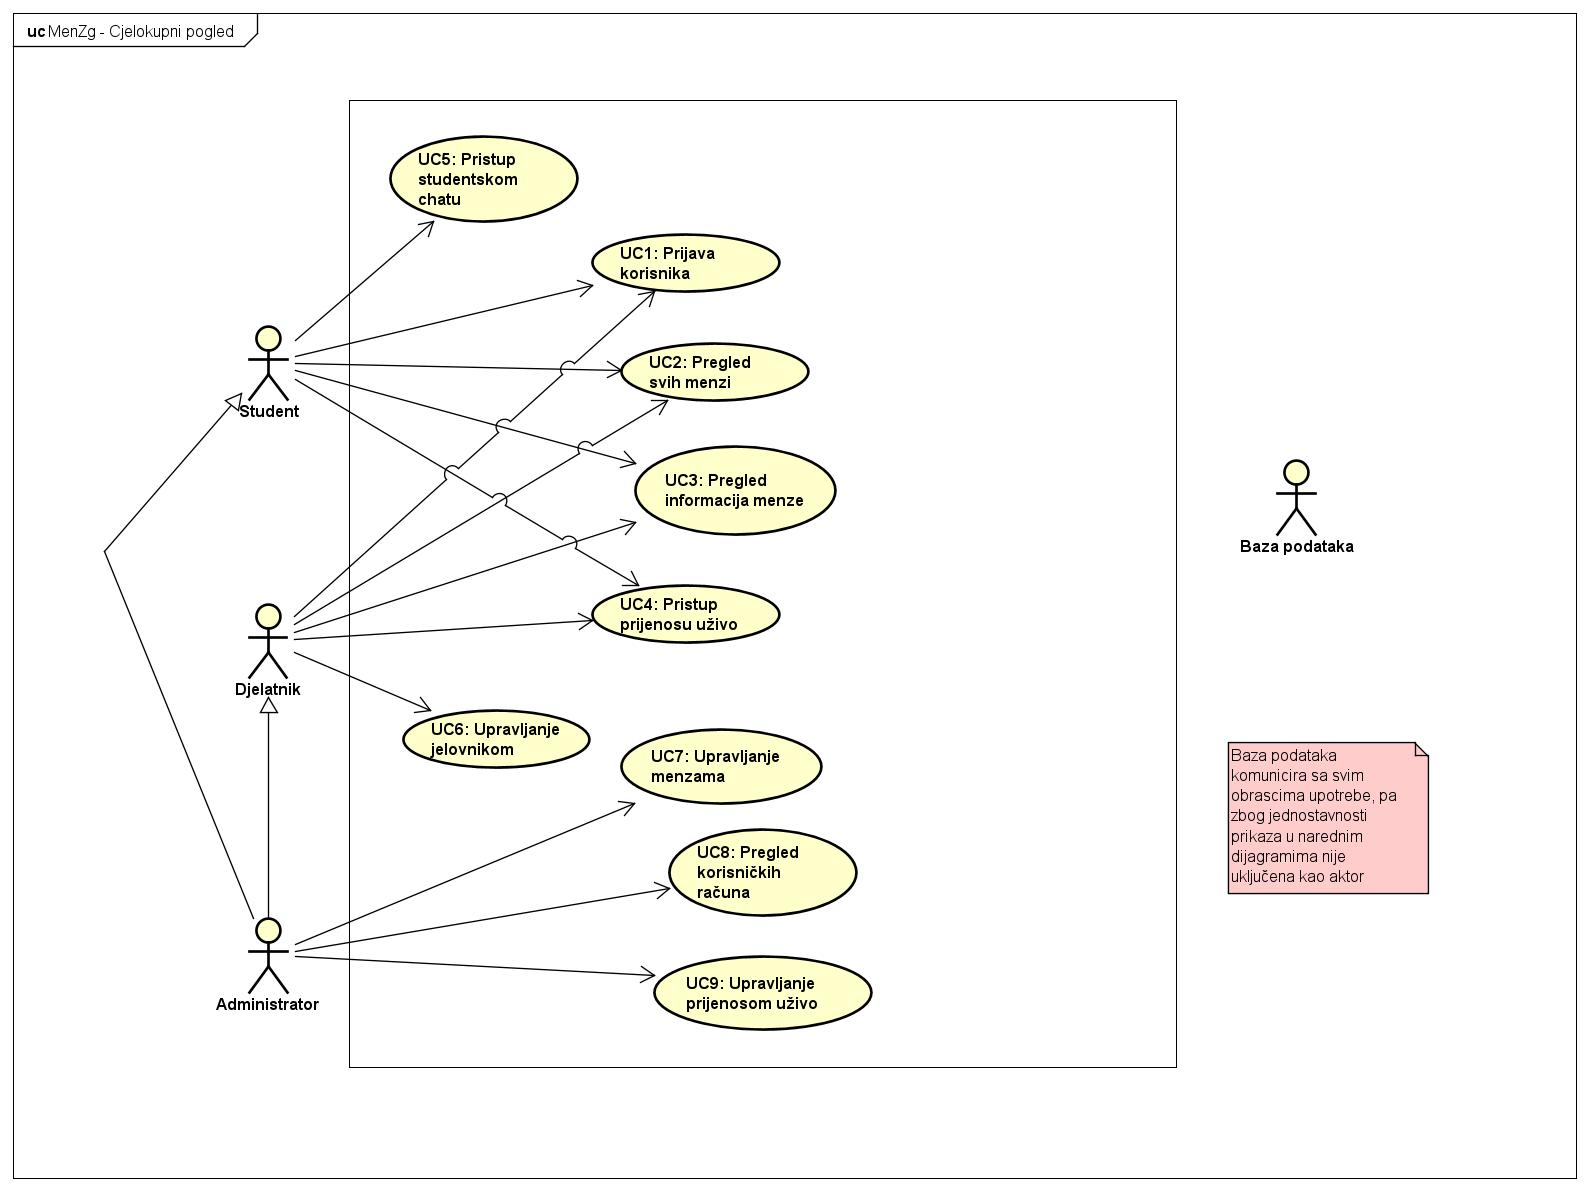 uc MenZg - Cjelokupni pogled
UC5: Pristup
studentskom
chatu
UC1: Prijava
korisnika
UC2: Pregled
svih menzi
Student
UC3: Pregled
informacija menze
Baza podataka
UC4: Pristup
prijenosu uživo
Djelatnik
UC6: Upravljanje
jelovnikom
UC7: Upravljanje
menzama
Baza podataka
komunicira sa svim
obrascima upotrebe, pa
zbog jednostavnosti
prikaza u narednim
dijagramima nije
uključena kao aktor
UC8: Pregled
korisničkih
računa
UC9: Upravljanje
prijenosom uživo
Administrator